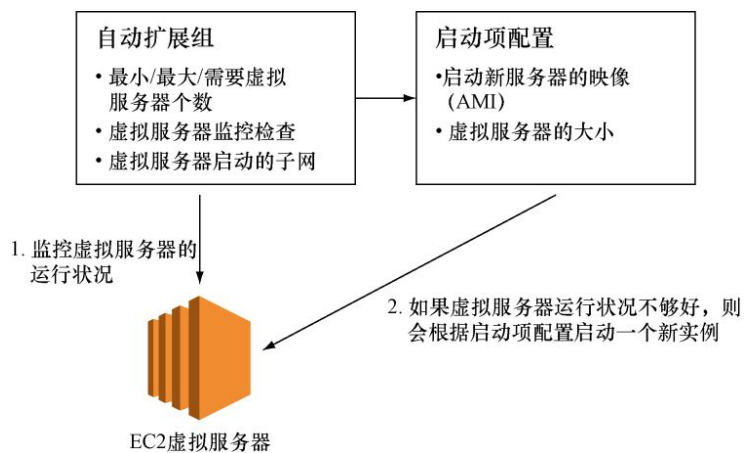 自动扩展组
• 最小/最大/需要虚拟
服务器个数
• 虚拟服务器监控检查
• 虚拟服务器启动的子网
启动项配置
•启动新服务器的映像
（AMI）
• 虚拟服务器的大小
1. 监控虚拟服务器的
运行状况
2. 如果虚拟服务器运行状况不够好，则
会根据启动项配置启动一个新实例
EC2虚拟服务器